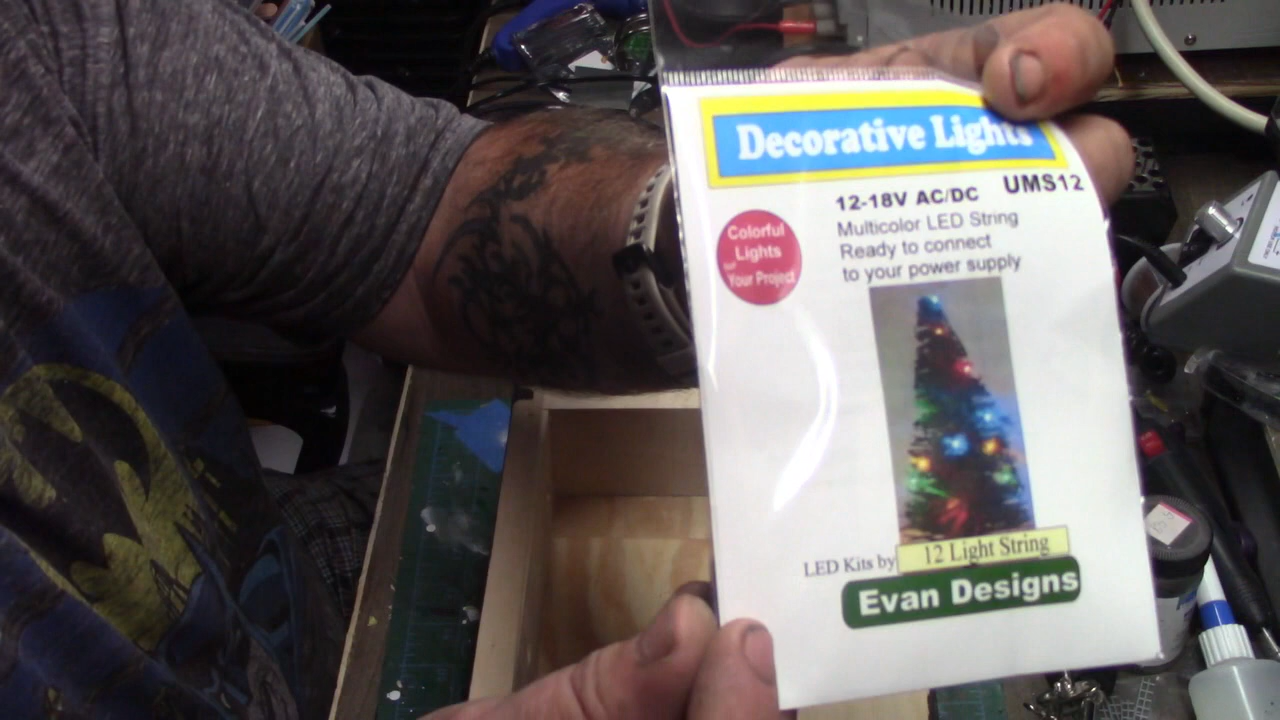 Decorative Lights
12-18V AC/DC UMS12
Multicolor LED String
Ready to connect
to your power supply
Colorful
Lights
Your Project
12 Light String
LED Kits by
Evan Designs